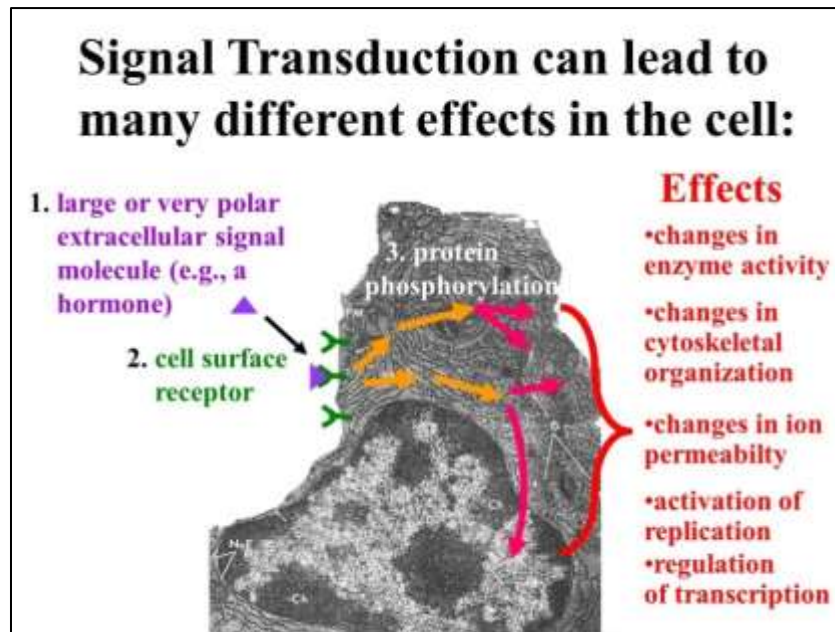 Signal Transduction can lead to
many different effects in the cell:
1. large or very polar
extracellular signal
molecule (e.g., a
hormone)
2. cell surface
receptor
3. protein
phosphorylation
Effects
•changes in
enzyme activity
•changes in
cytoskeletal
organization
•changes in ion
permeabilty
•activation of
replication
•regulation
of transcription